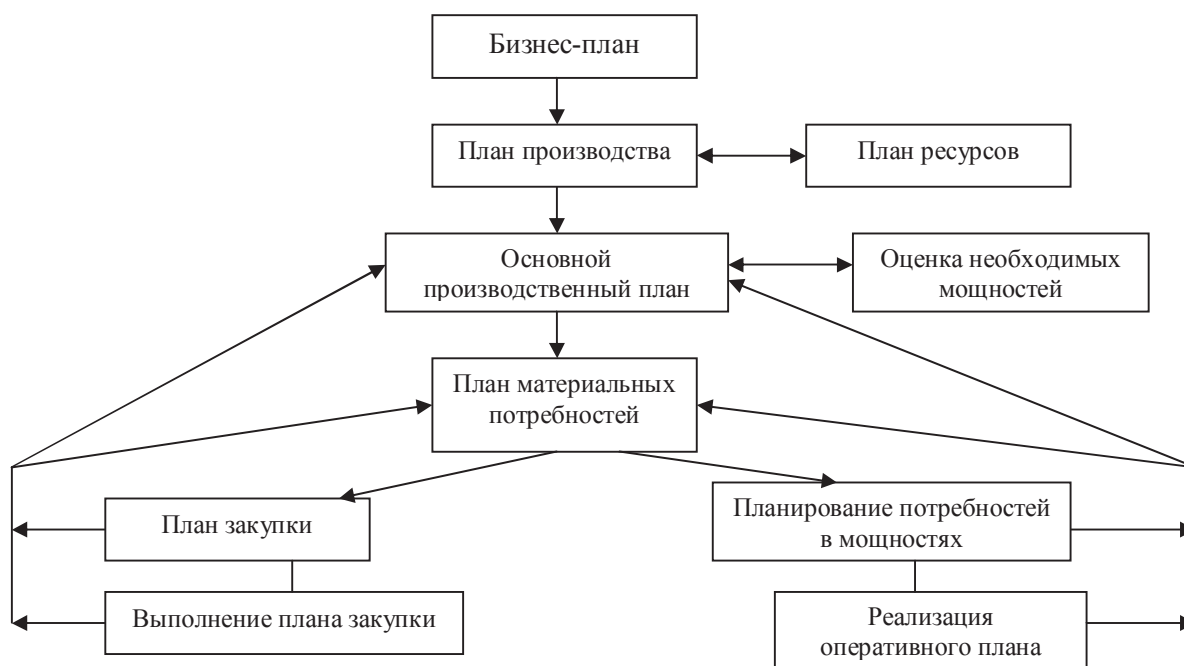 Бизнес-план
План производства
План ресурсов
Основной
производственный план
Оценка необходимых
мощностей
План материальных
потребностей
План закупки
Планирование потребностей
в мощностях
Выполнение плана закупки
Реализация
оперативного плана